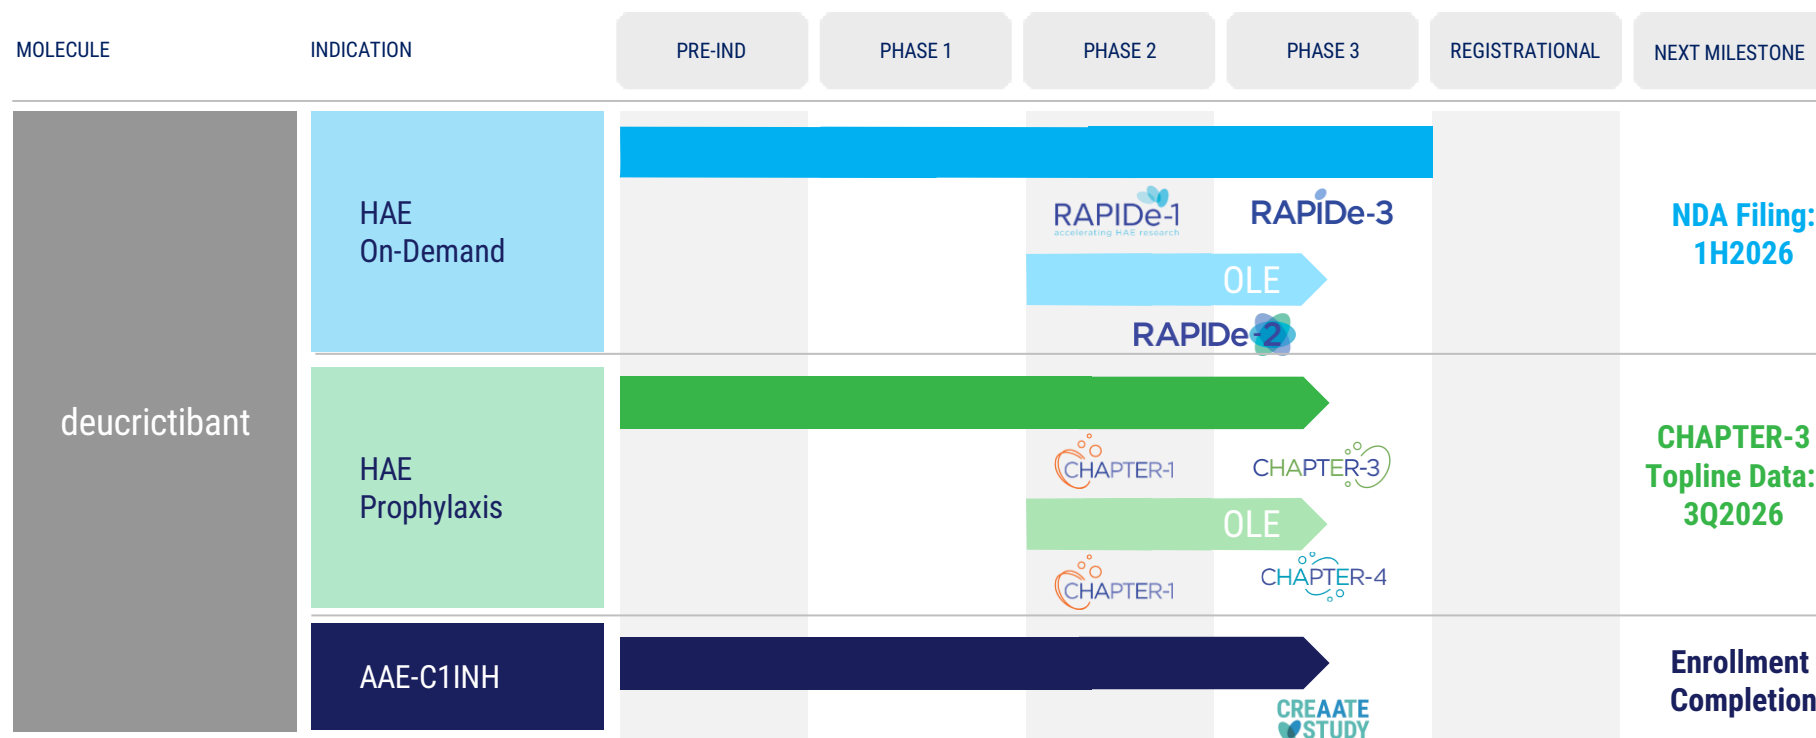 MOLECULE
INDICATION
PRE-IND
PHASE 1
PHASE 2
PHASE 3
REGISTRATIONAL
NEXT MILESTONE
deucrictibant
HAE
On-Demand
RAPIDe-1
accelerating HAE research
RAPIDe-3
OLE
RAPIDe-2
NDA Filing:
1H2026
HAE
Prophylaxis
CHAPTER-1
CHAPTER-3
OLE
CHAPTER-1
CHAPTER-4
CHAPTER-3
Topline Data:
3Q2026
AAE-C1INH
CREAATE
STUDY
Enrollment
Completion